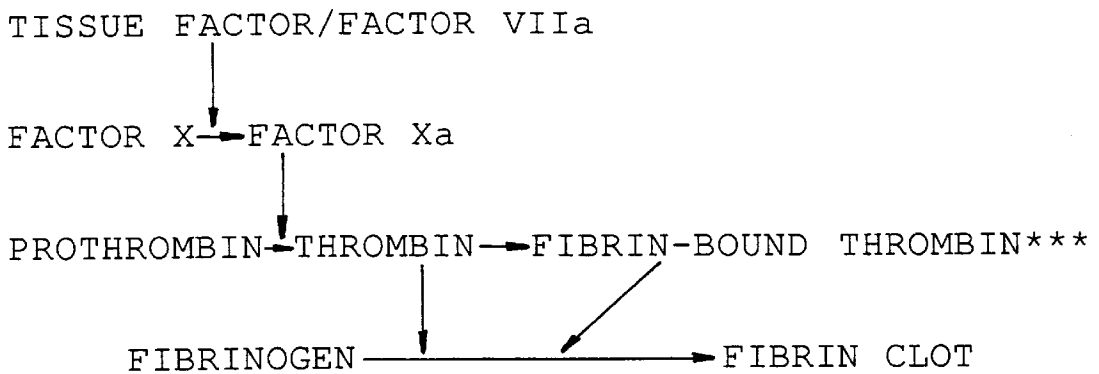 TISSUE FACTOR/FACTOR VIIa
FACTOR X FACTOR Xa
PROTHROMBIN THROMBIN FIBRIN-BOUND THROMBIN***
FIBRINOGEN FIBRIN CLOT